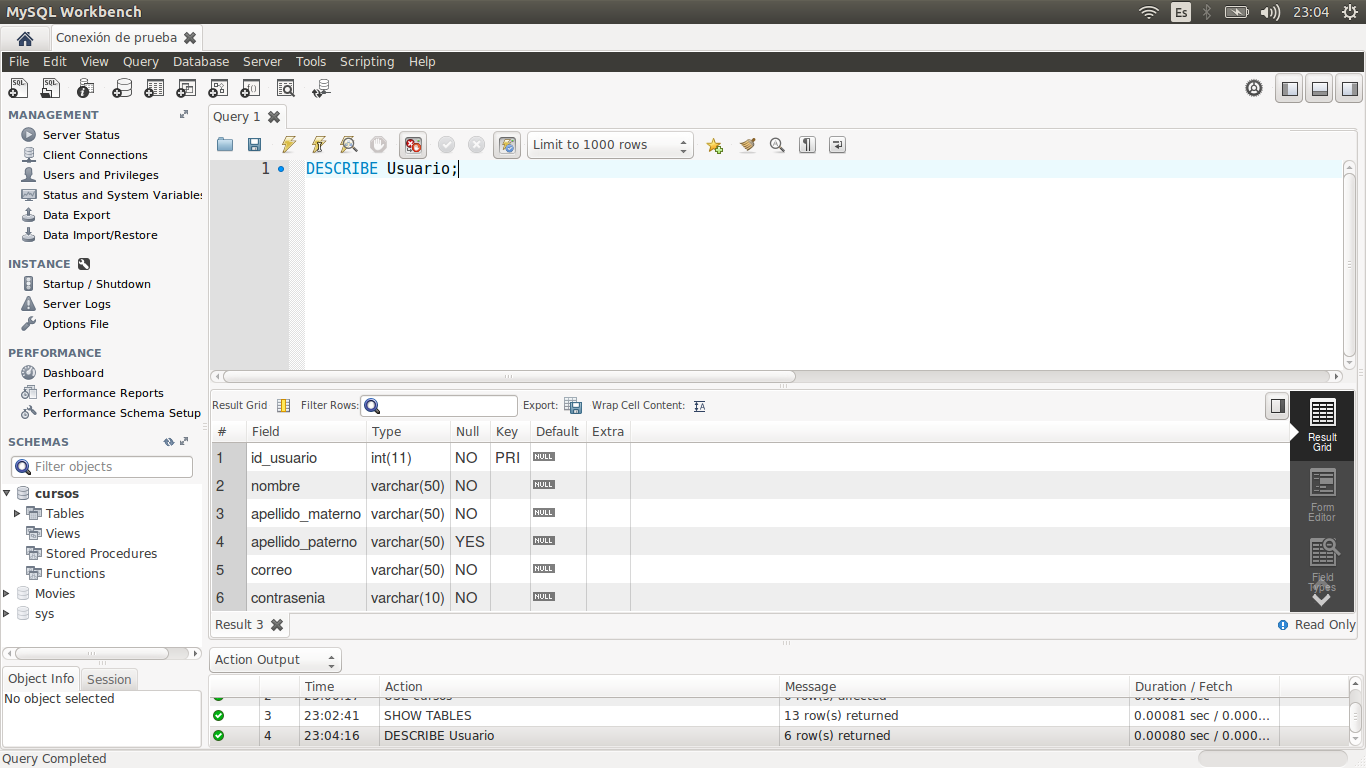 MySQL Workbench
Es
23:04
Conexión de prueba
File Edit View Query Database Server Tools Scripting Help
MANAGEMENT
Server Status
Client Connections
Users and Privileges
Status and System Variables
Data Export
Data Import/Restore
INSTANCE
Startup / Shutdown
Server Logs
Options File
PERFORMANCE
Dashboard
Performance Reports
Performance Schema Setup
SCHEMAS
Filter objects
cursos
Tables
Views
Stored Procedures
Functions
Movies
sys
Object Info Session
No object selected
Query 1
Limit to 1000 rows
1 DESCRIBE Usuario;
Result Grid Filter Rows: Export: Wrap Cell Content:
# Field Type Null Key Default Extra
1 id_usuario int(11) NO PRI NULL
2 nombre varchar(50) NO NULL
3 apellido_materno varchar(50) NO NULL
4 apellido_paterno varchar(50) YES NULL
5 correo varchar(50) NO NULL
6 contrasenia varchar(10) NO NULL
Result Grid
Form Editor
Field Types
Result 3
Read Only
Action Output
Time Action Message Duration / Fetch
3 23:02:41 SHOW TABLES 13 row(s) returned 0.00081 sec / 0.000...
4 23:04:16 DESCRIBE Usuario 6 row(s) returned 0.00080 sec / 0.000...
Query Completed